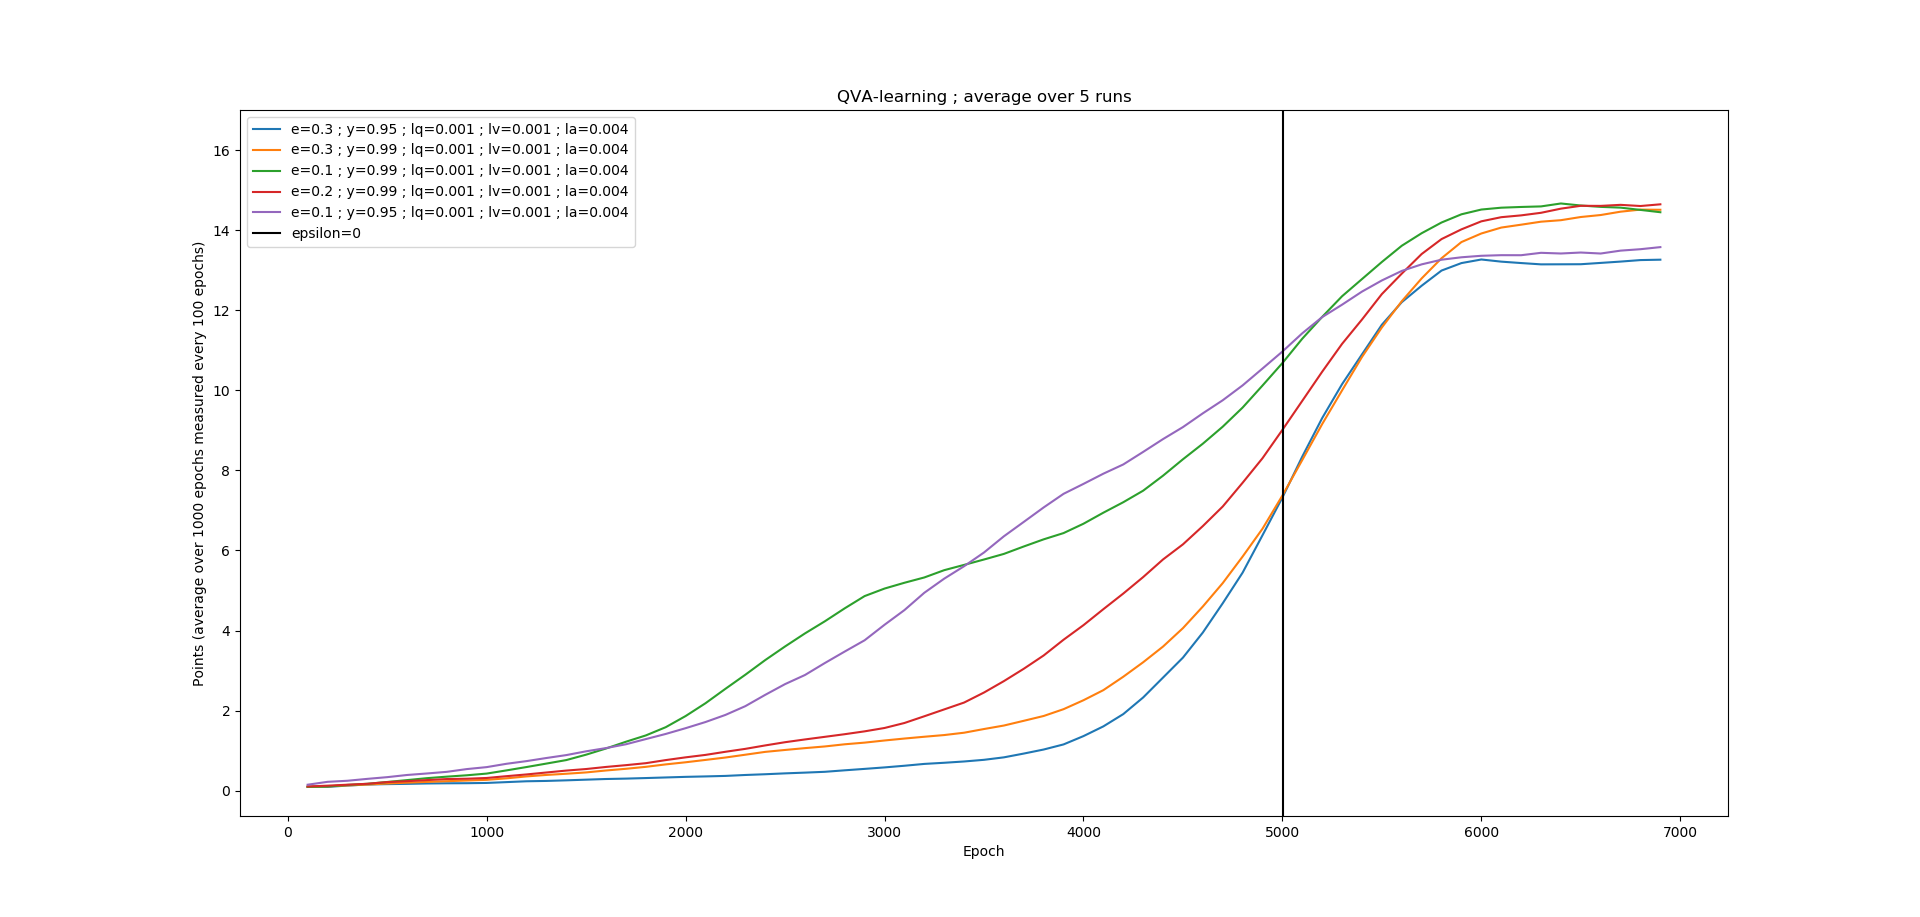 QVA-learning ; average over 5 runs
e=0.3 ; y=0.95 ; lq=0.001 ; lv=0.001 ; la=0.004
e=0.3 ; y=0.99 ; lq=0.001 ; lv=0.001 ; la=0.004
e=0.1 ; y=0.99 ; lq=0.001 ; lv=0.001 ; la=0.004
e=0.2 ; y=0.99 ; lq=0.001 ; lv=0.001 ; la=0.004
e=0.1 ; y=0.95 ; lq=0.001 ; lv=0.001 ; la=0.004
epsilon=0
Points (average over 1000 epochs measured every 100 epochs)
16
14
12
10
8
6
4
2
0
0 1000 2000 3000 4000 5000 6000 7000
Epoch